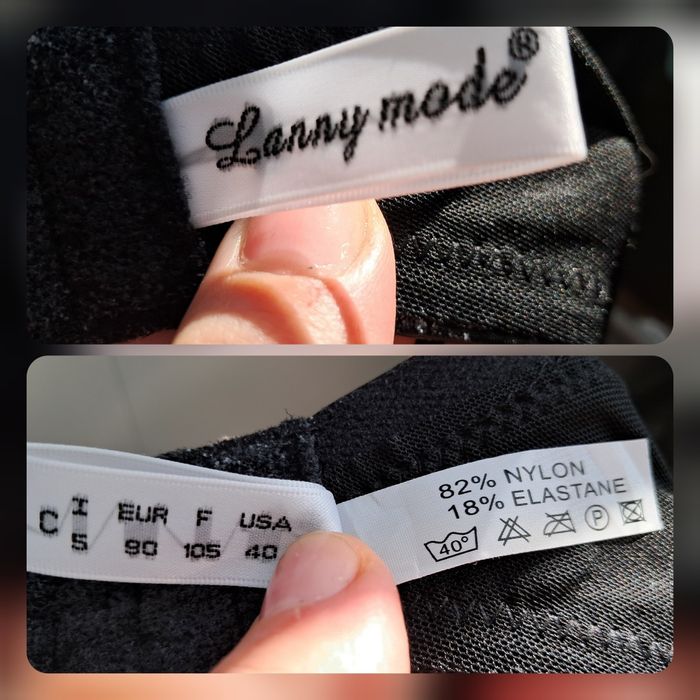 Lanny mode®
C I EUR F USA
5 90 105 40
82% NYLON
18% ELASTANE
40° P